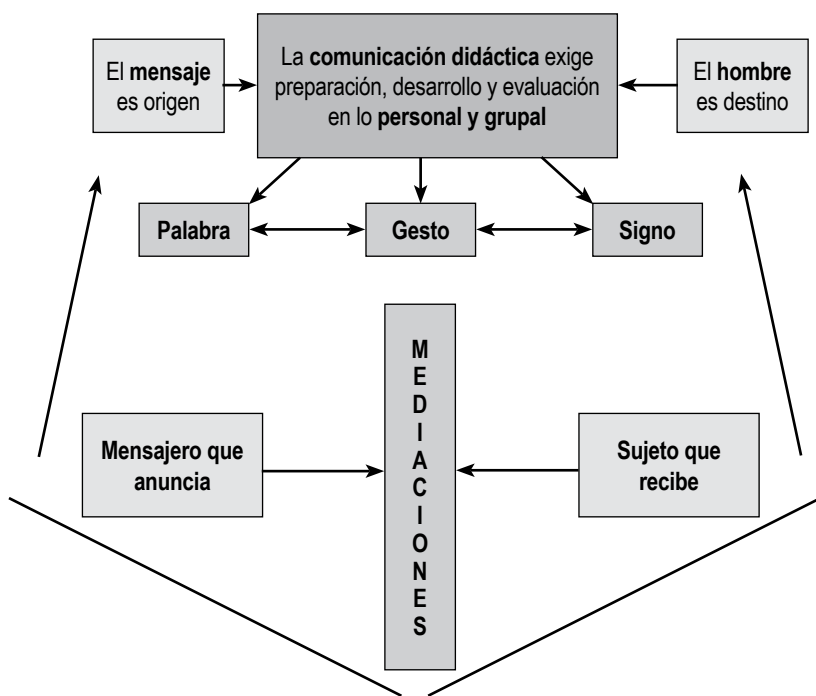 El mensaje
es origen
La comunicación didáctica exige
preparación, desarrollo y evaluación
en lo personal y grupal
El hombre
es destino
Palabra
Gesto
Signo
MEDIACIONES
Mensajero que
anuncia
Sujeto que
recibe